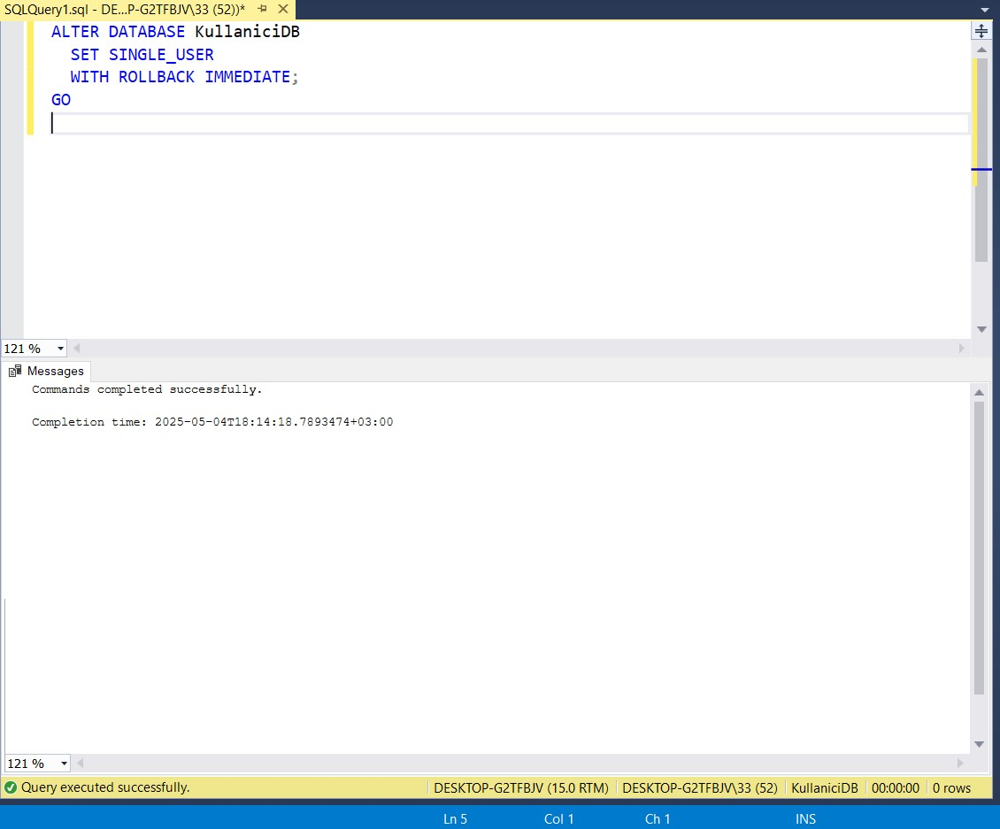 SQLQuery1.sql - DE...P-G2TFBJV\33 (52))*
ALTER DATABASE KullaniciDB
SET SINGLE_USER
WITH ROLLBACK IMMEDIATE;
GO
121 %
Messages
Commands completed successfully.
Completion time: 2025-05-04T18:14:18.7893474+03:00
121 %
Query executed successfully. DESKTOP-G2TFBJV (15.0 RTM) DESKTOP-G2TFBJV\33 (52) KullaniciDB 00:00:00 0 rows
Ln 5 Col 1 Ch 1 INS